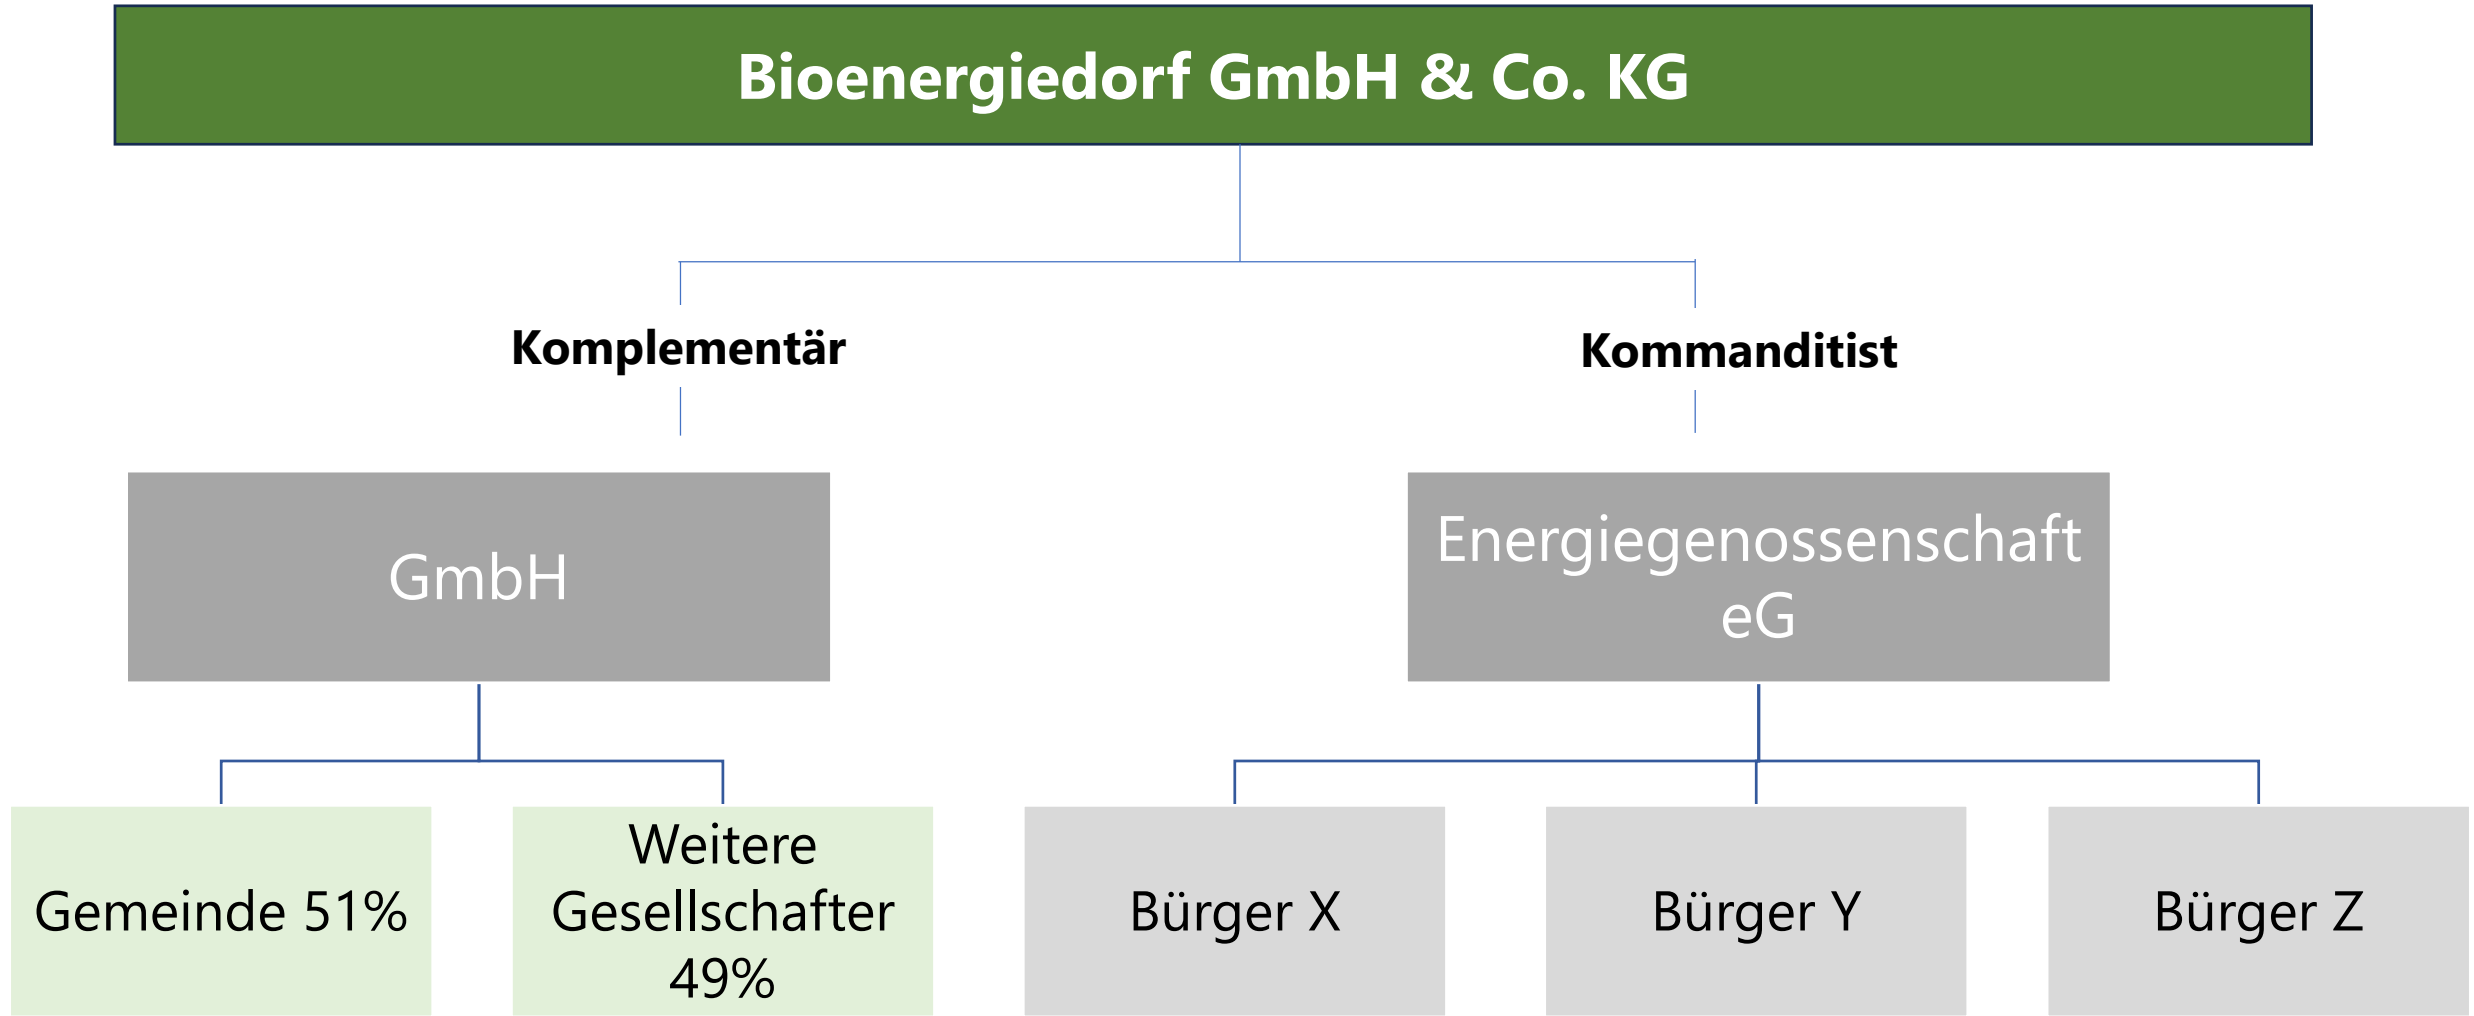 Bioenergiedorf GmbH & Co. KG
Komplementär
Kommanditist
GmbH
Energiegenossenschaft
eG
Gemeinde 51%
Weitere
Gesellschafter
49%
Bürger X
Bürger Y
Bürger Z